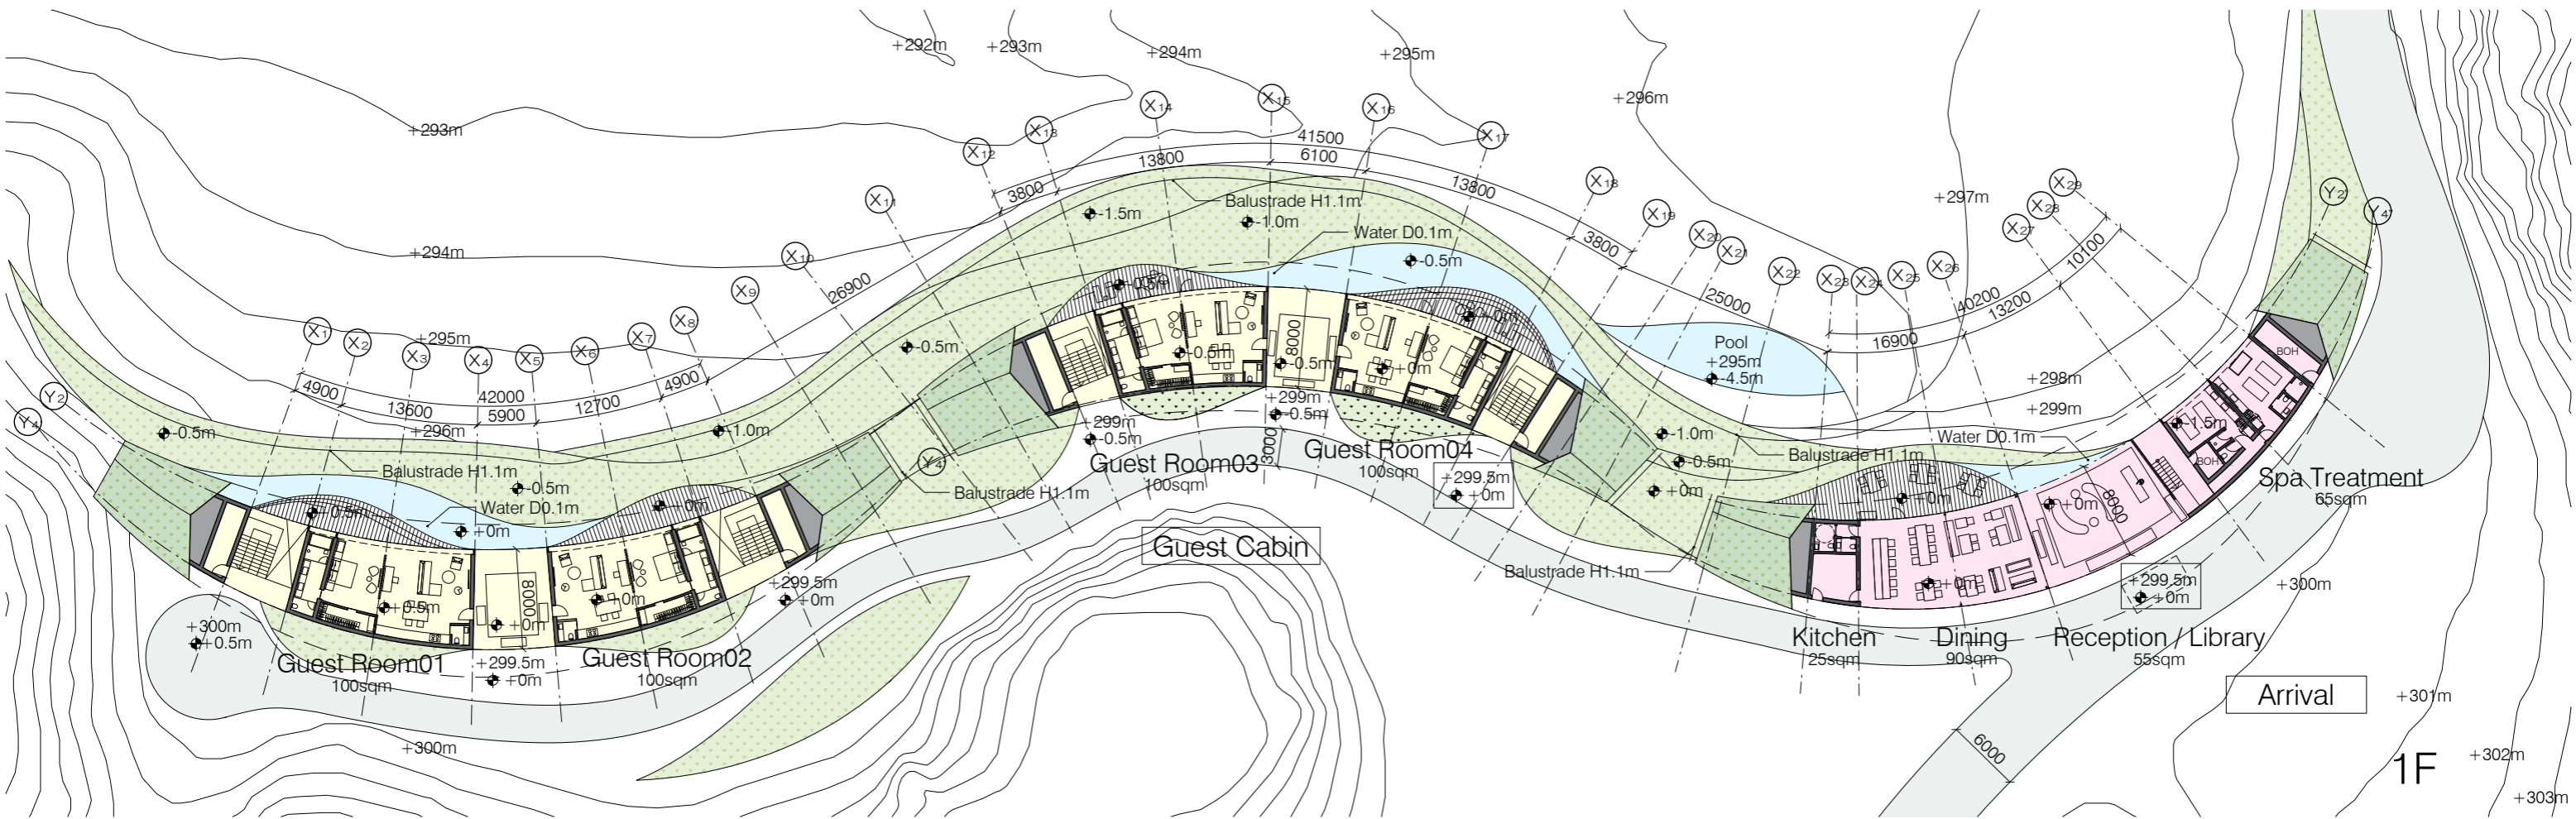 +292m
+293m
+294m
+295m
+296m
+293m
+294m
+295m
+296m
+297m
+298m
+299m
X1
X2
X3
X4
X5
X6
X7
X8
X9
X10
X11
X12
X13
X14
X15
X16
X17
X18
X19
X20
X21
X22
X23
X24
X25
X26
X27
X28
X29
Y2
Y4
Y2
Y4
Y4
4900
42000
4900
13600
5900
12700
26900
3800
41500
13800
6100
13800
3800
25000
40200
10100
16900
13200
-0.5m
-1.0m
-0.5m
-1.5m
-1.0m
Balustrade H1.1m
Water D0.1m
-0.5m
Pool
+295m
-4.5m
-1.0m
-0.5m
+0m
Balustrade H1.1m
Water D0.1m
Balustrade H1.1m
-0.5m
Water D0.1m
+0m
+0m
+0.5m
+0m
8000
+0m
Balustrade H1.1m
-0.5m
-0.5m
8000
-0.5m
+0m
+299m
-0.5m
+299m
-0.5m
3000
Guest Room03
100sqm
Guest Room04
100sqm
+299.5m
+0m
Guest Cabin
Balustrade H1.1m
+300m
+0.5m
Guest Room01
100sqm
+299.5m
+0m
Guest Room02
100sqm
+299.5m
+0m
+300m
+0m
+0m
+0m
8000
-1.5m
BOH
BOH
Spa Treatment
65sqm
Kitchen
25sqm
Dining
90sqm
Reception / Library
55sqm
+299.5m
+0m
+300m
Arrival
+301m
+302m
+303m
6000
1F